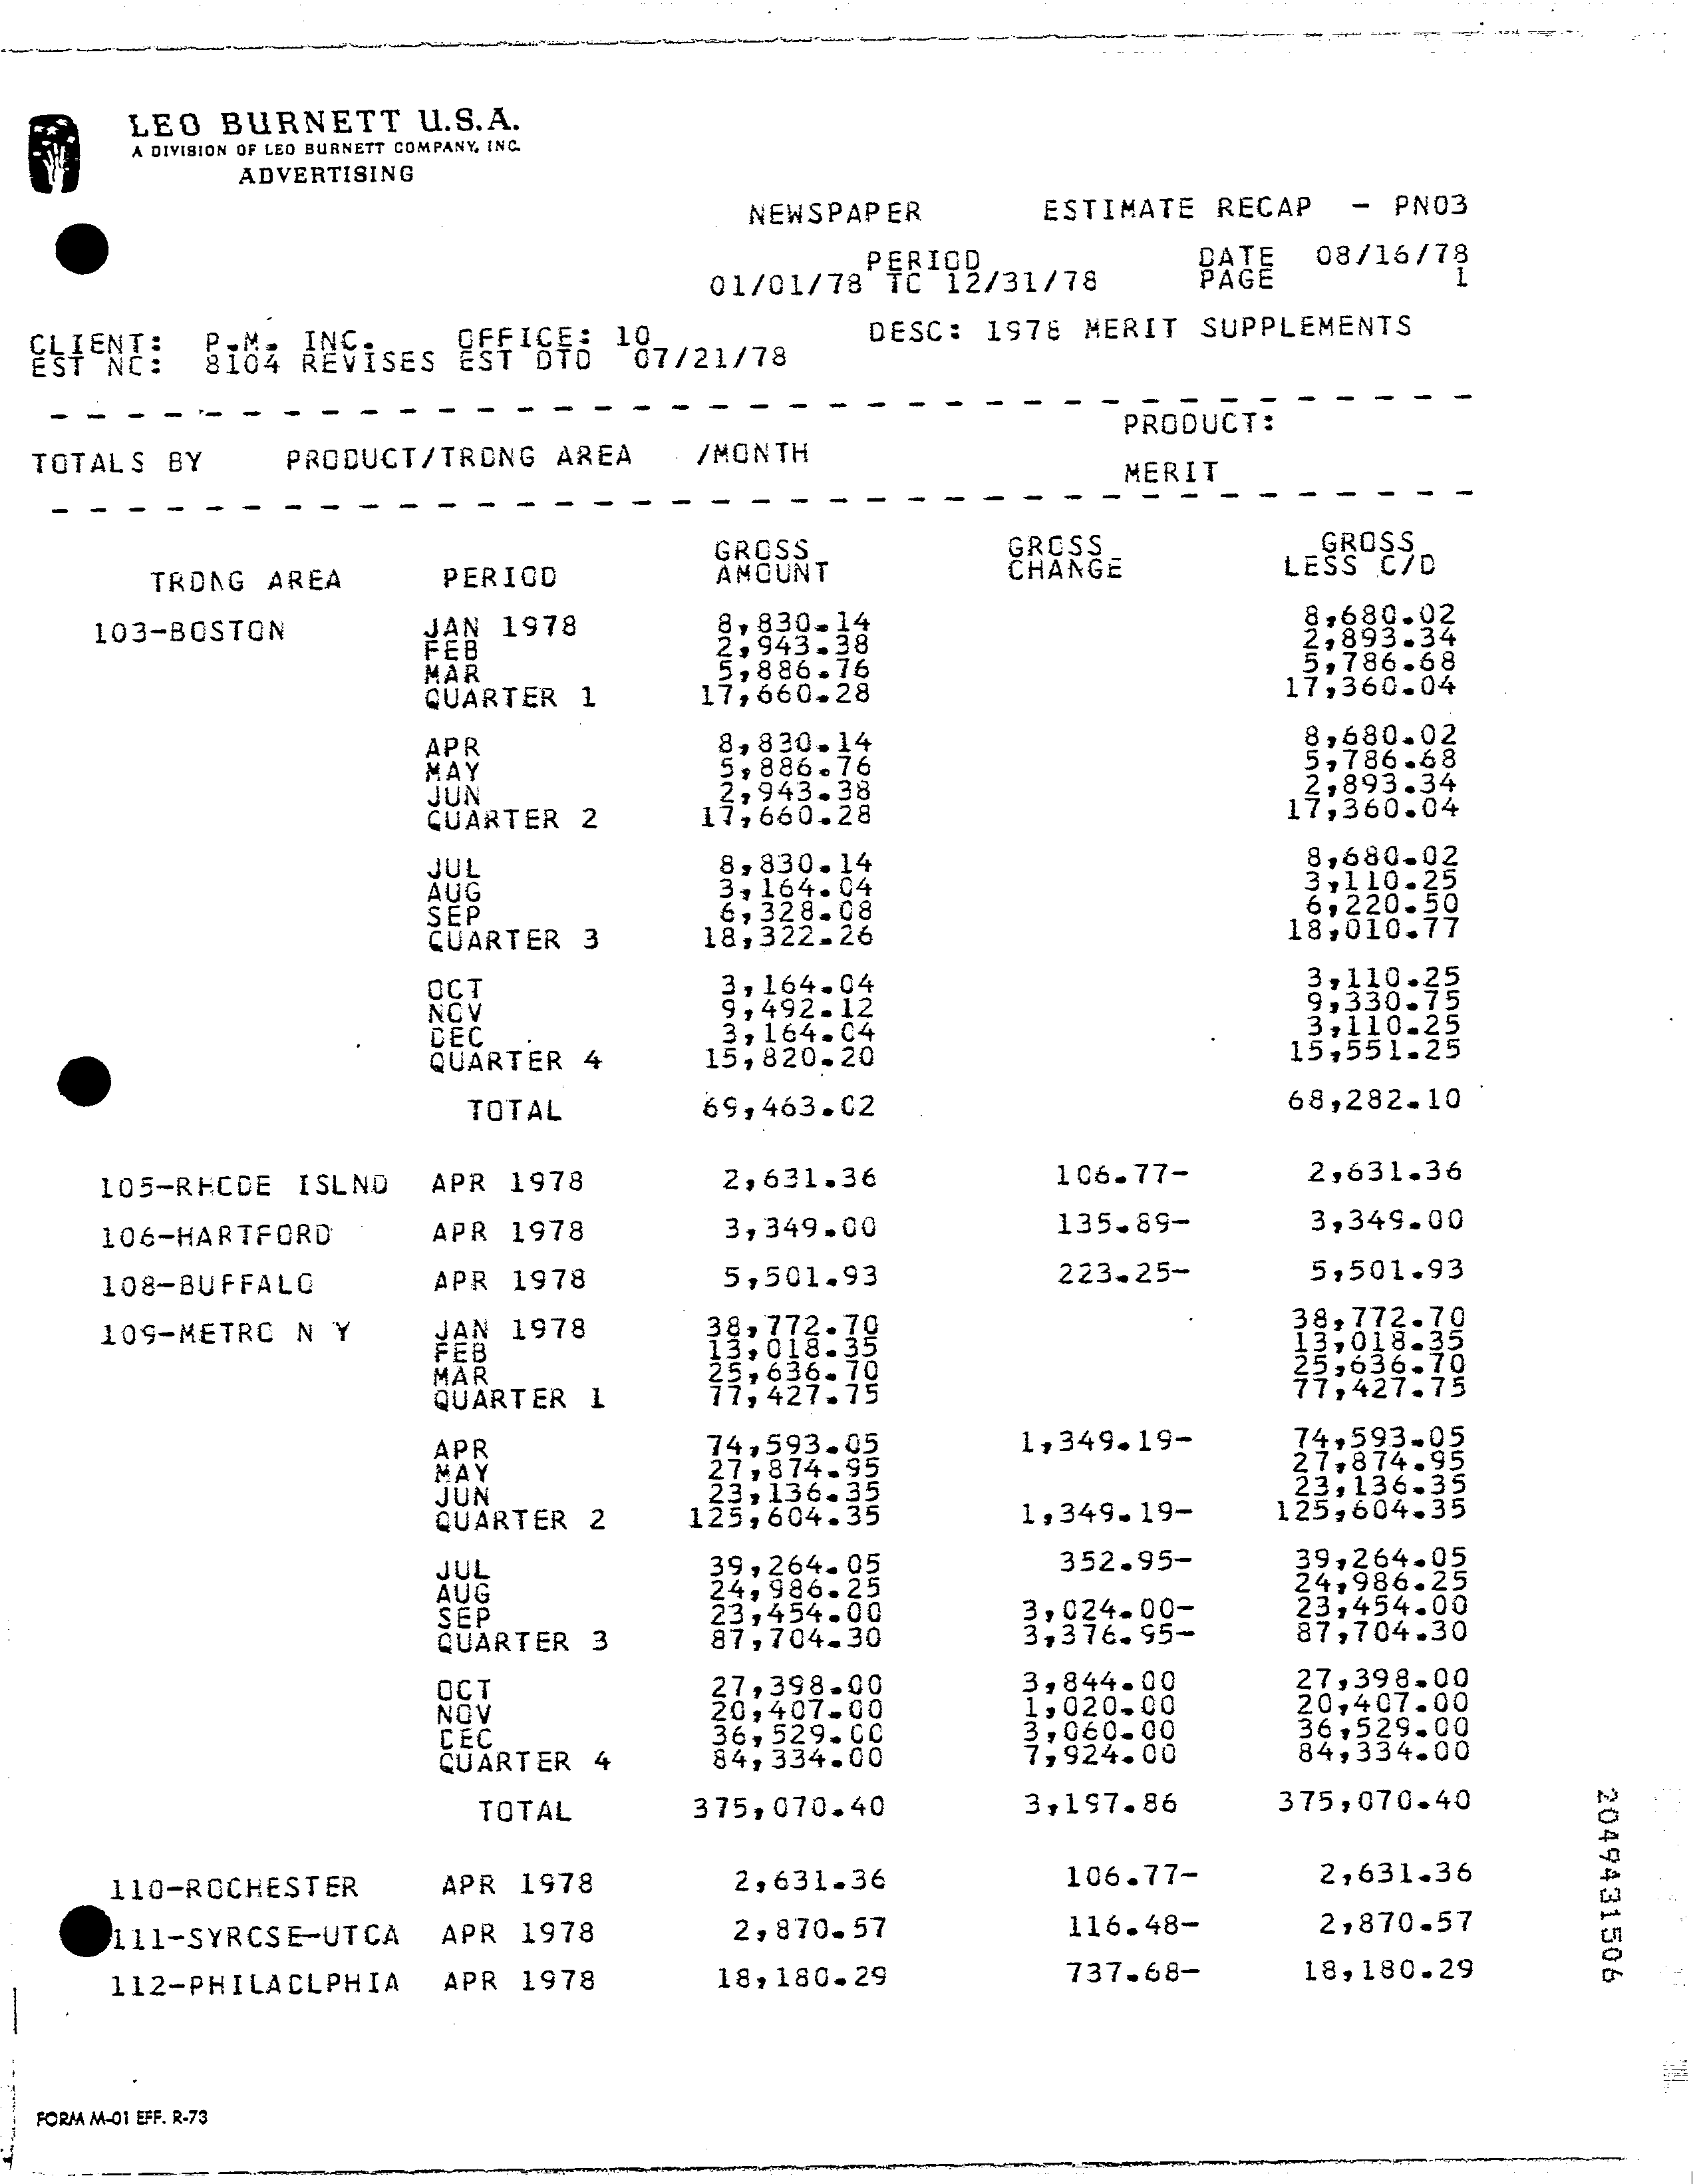 LEO BURNETT U.S.A.
A DIVISION OF LEO BURNETT COMPANY, INC.
ADVERTISING
NEWSPAPER ESTIMATE RECAP - PN03
PERIOD DATE 08/16/78
01/01/78 TO 12/31/78 PAGE 1
CLIENT: P.M. INC. OFFICE: 10 DESC: 1978 MERIT SUPPLEMENTS
EST NO: 8104 REVISES EST DTD 07/21/78
PRODUCT:
TOTALS BY PRODUCT/TRDNG AREA /MONTH
MERIT
GROSS GROSS GROSS
TRDNG AREA PERIOD AMOUNT CHANGE LESS C/D
103-BOSTON JAN 1978 8,830.14 8,680.02
FEB 2,943.38 2,893.34
MAR 5,886.76 5,786.68
QUARTER 1 17,660.28 17,360.04
APR 8,830.14 8,680.02
MAY 5,886.76 5,786.68
JUN 2,943.38 2,893.34
QUARTER 2 17,660.28 17,360.04
JUL 8,830.14 8,680.02
AUG 3,164.04 3,110.25
SEP 6,328.08 6,220.50
QUARTER 3 18,322.26 18,010.77
OCT 3,164.04 3,110.25
NOV 9,492.12 9,330.75
DEC 3,164.04 3,110.25
QUARTER 4 15,820.20 15,551.25
TOTAL 69,463.02 68,282.10
105-RHODE ISLND APR 1978 2,631.36 106.77- 2,631.36
106-HARTFORD APR 1978 3,349.00 135.89- 3,349.00
108-BUFFALO APR 1978 5,501.93 223.25- 5,501.93
109-METRO N Y JAN 1978 38,772.70 38,772.70
FEB 13,018.35 13,018.35
MAR 25,636.70 25,636.70
QUARTER 1 77,427.75 77,427.75
APR 74,593.05 1,349.19- 74,593.05
MAY 27,874.95 27,874.95
JUN 23,136.35 23,136.35
QUARTER 2 125,604.35 1,349.19- 125,604.35
JUL 39,264.05 352.95- 39,264.05
AUG 24,986.25 24,986.25
SEP 23,454.00 3,024.00- 23,454.00
QUARTER 3 87,704.30 3,376.95- 87,704.30
OCT 27,398.00 3,844.00 27,398.00
NOV 20,407.00 1,020.00 20,407.00
DEC 36,529.00 3,060.00 36,529.00
QUARTER 4 84,334.00 7,924.00 84,334.00
TOTAL 375,070.40 3,197.86 375,070.40
110-ROCHESTER APR 1978 2,631.36 106.77- 2,631.36
111-SYRCSE-UTCA APR 1978 2,870.57 116.48- 2,870.57
112-PHILADLPHIA APR 1978 18,180.29 737.68- 18,180.29
2049431506
FORM M-01 EFF. R-73